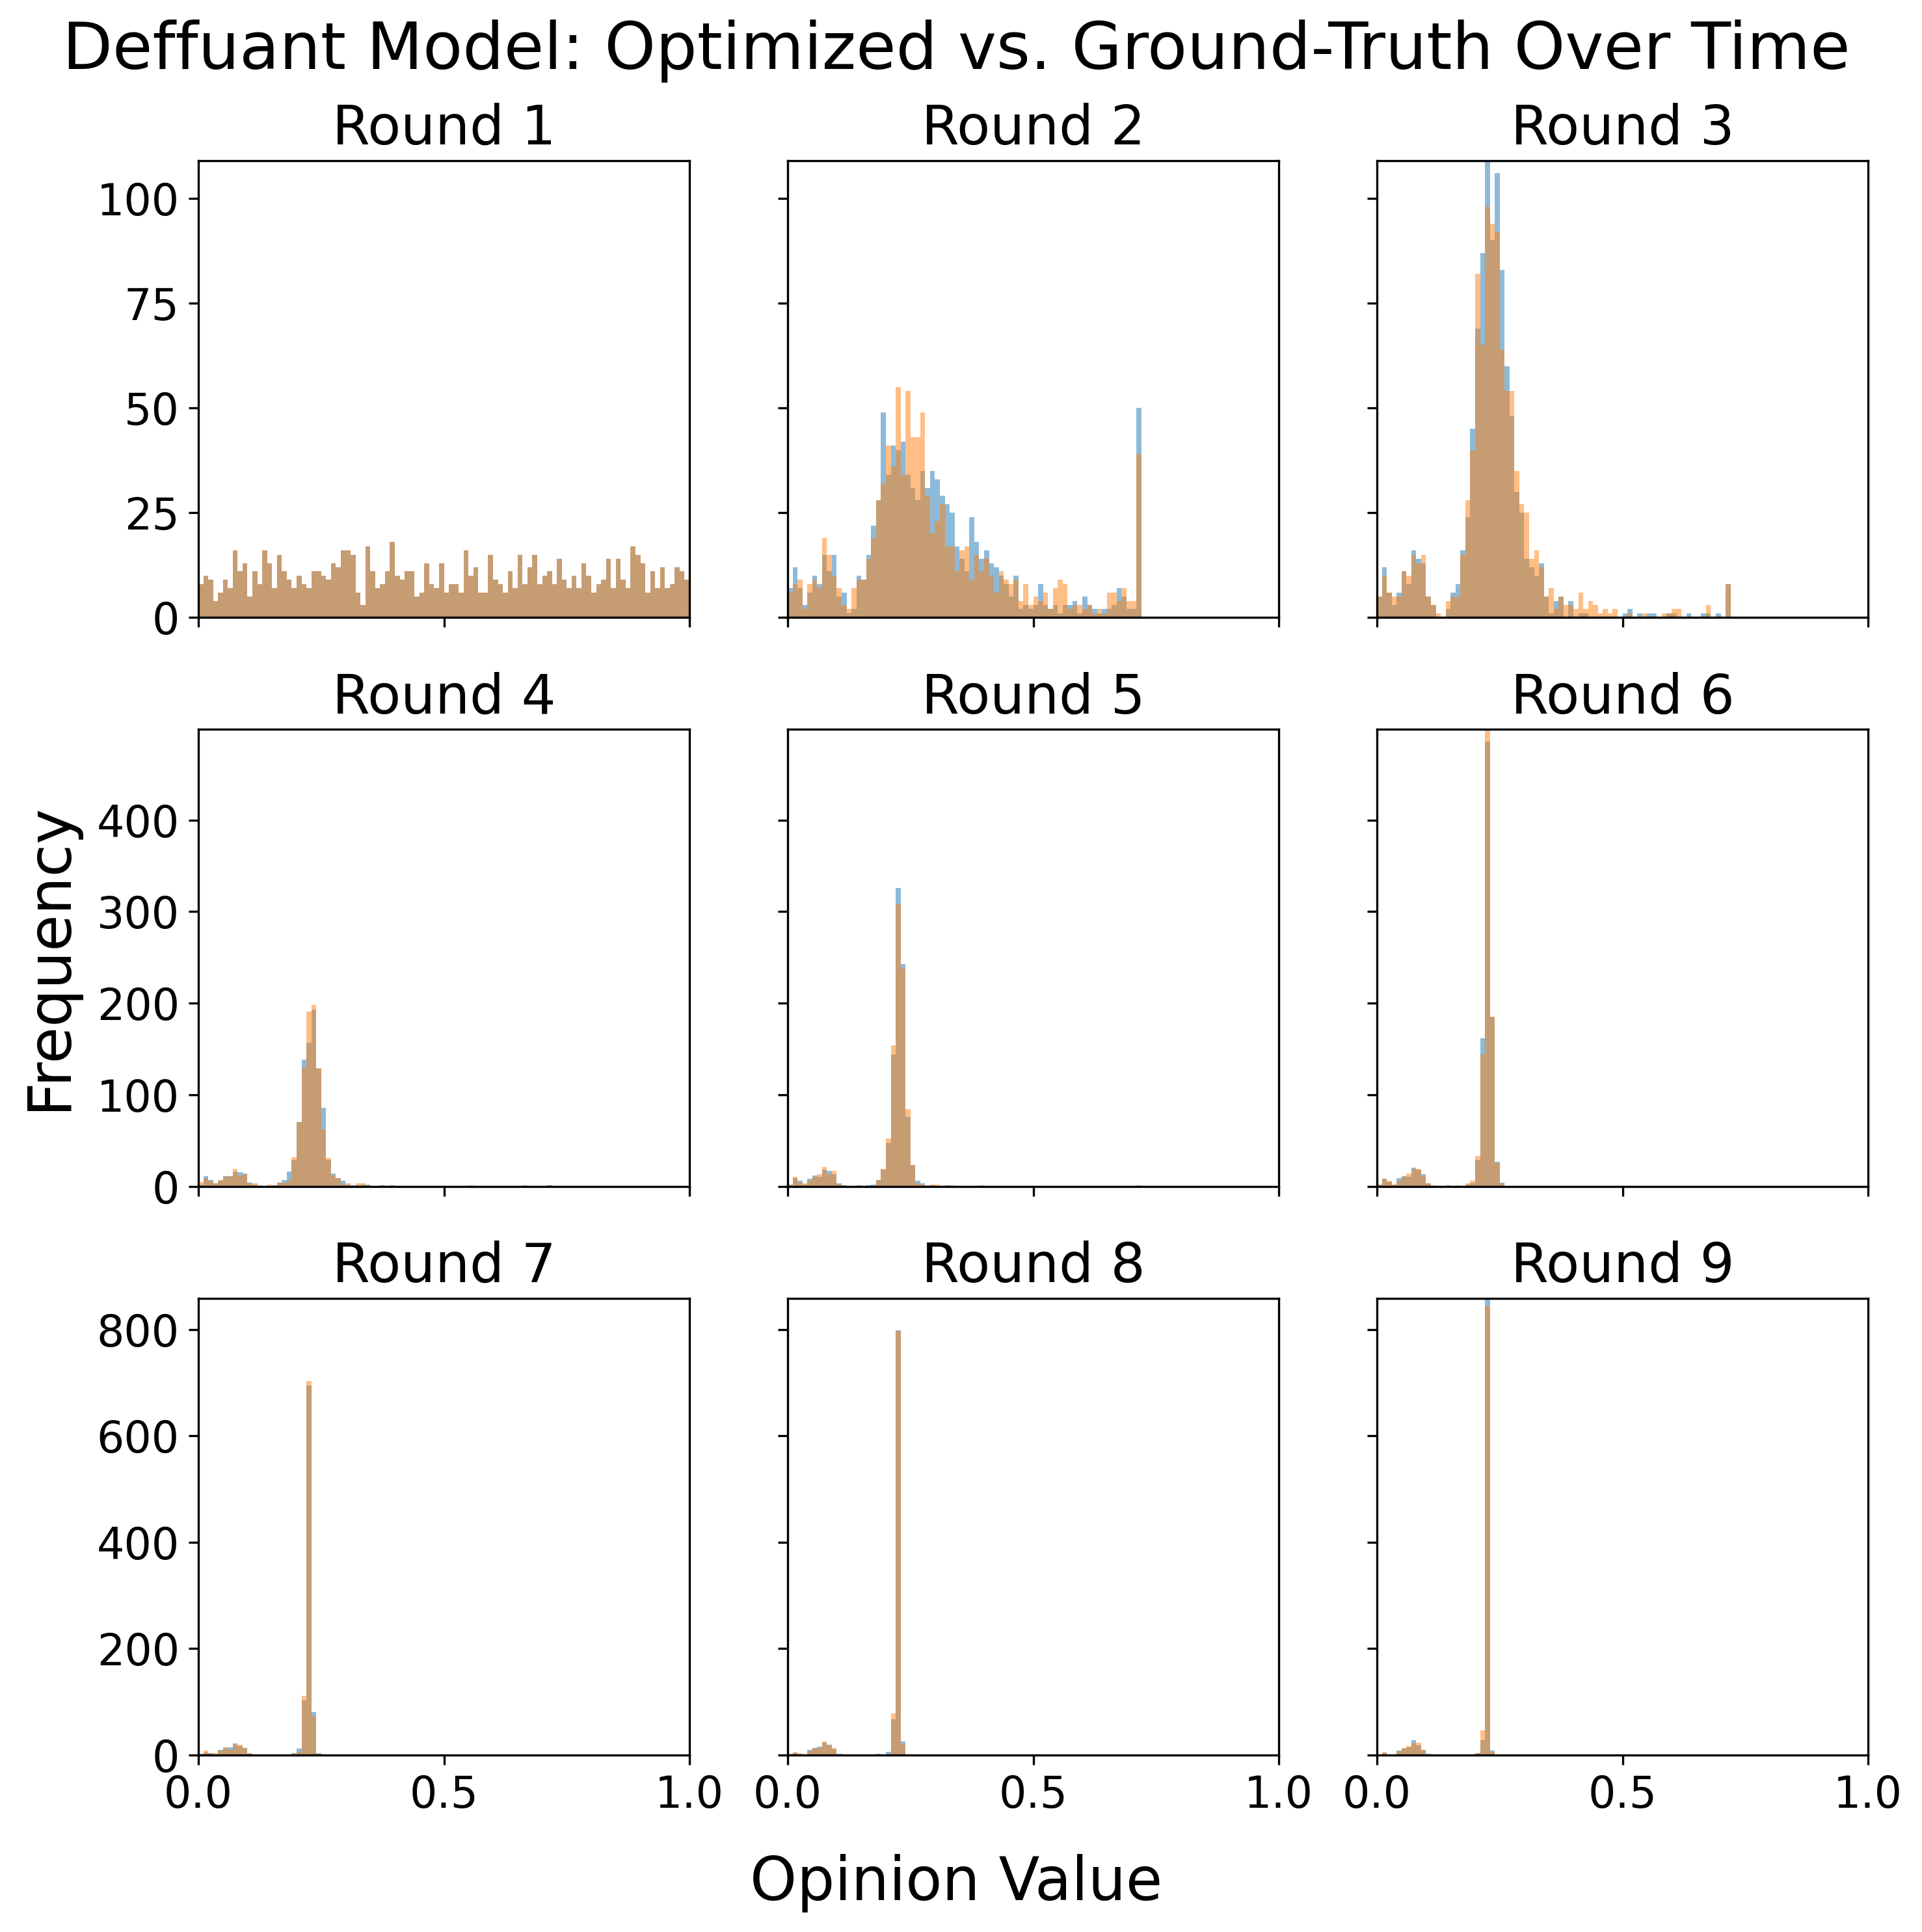 Deffuant Model: Optimized vs. Ground-Truth Over Time
Round 1
Round 2
Round 3
100
75
50
25
0
Round 4
Round 5
Round 6
Frequency
400
300
200
100
0
Round 7
Round 8
Round 9
800
600
400
200
0
0.0 0.5 1.0
0.0 0.5 1.0
0.0 0.5 1.0
Opinion Value